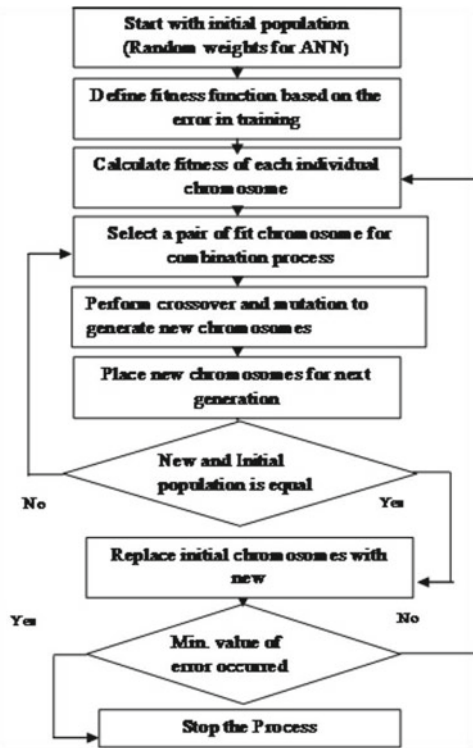 Start with initial population
(Random weights for ANN)
Define fitness function based on the
error in training
Calculate fitness of each individual
chromosome
Select a pair of fit chromosome for
combination process
Perform crossover and mutation to
generate new chromosomes
Place new chromosomes for next
generation
New and Initial
population is equal
No
Yes
Replace initial chromosomes with
new
Yes
No
Min. value of
error occurred
Stop the Process